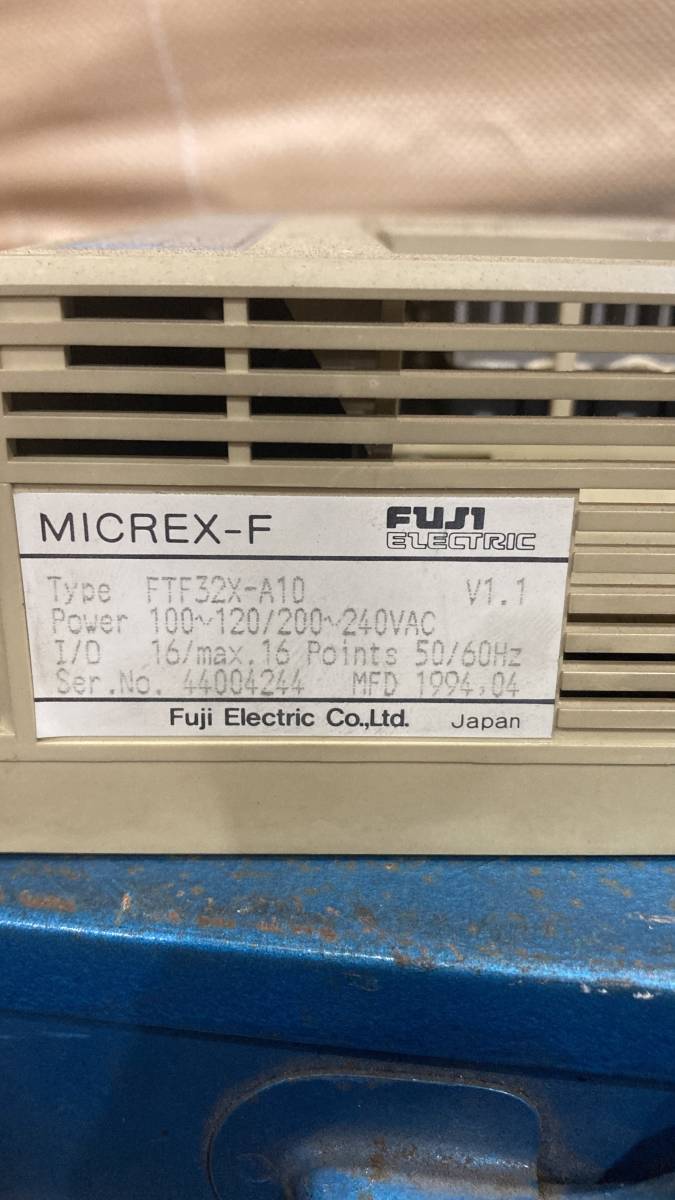 MICREX-F
FUJI
ELECTRIC
Type FTF32X-A10 V1.1
Power 100~120/200~240VAC
I/O 16/max.16 Points 50/60Hz
Ser.No. 44004244 MFD 1994,04
Fuji Electric Co.,Ltd. Japan